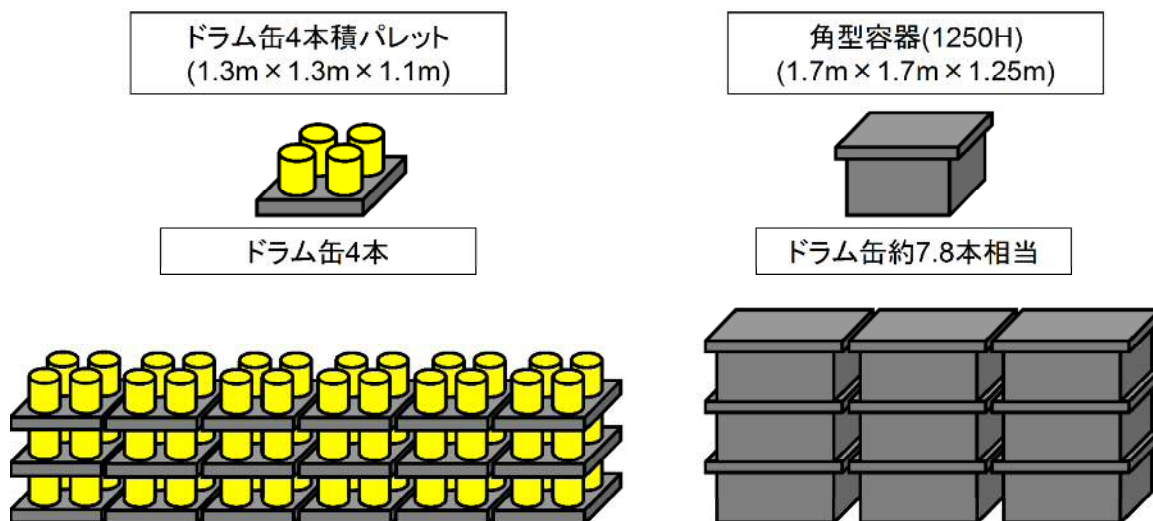 ドラム缶4本積パレット
(1.3m×1.3m×1.1m)
ドラム缶4本
角型容器(1250H)
(1.7m×1.7m×1.25m)
ドラム缶約7.8本相当